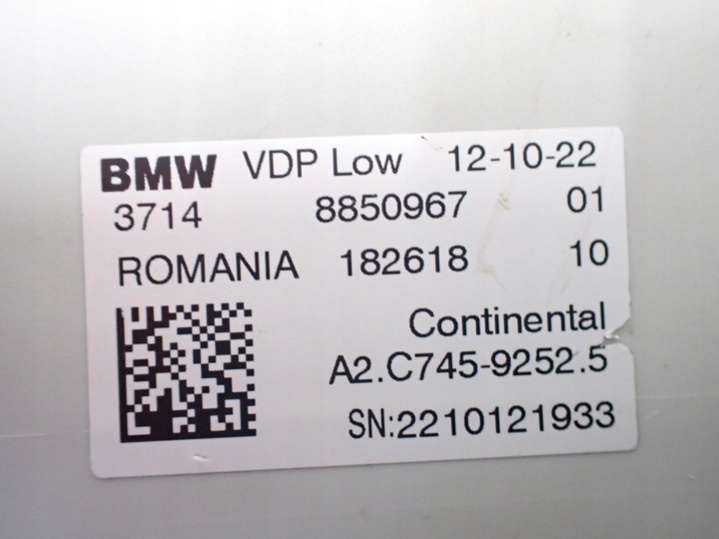 BMW VDP Low 12-10-22
3714 8850967 01
ROMANIA 182618 10
Continental
A2.C745-9252.5
SN:2210121933